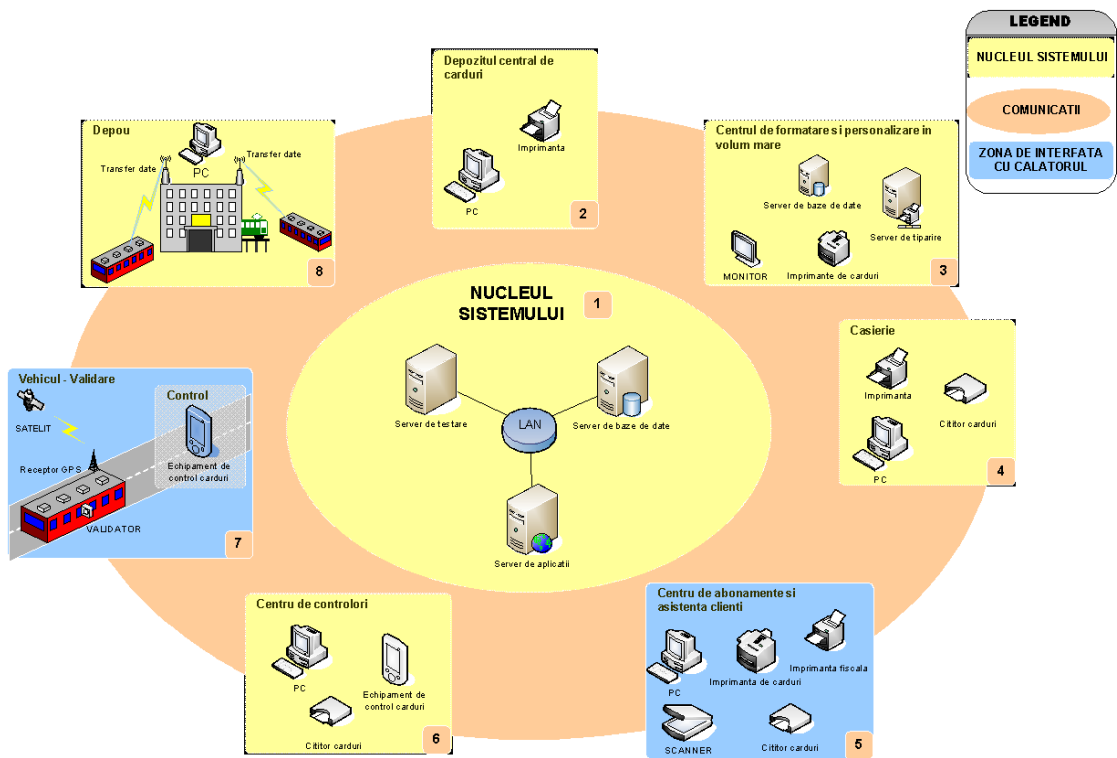 LEGEND
NUCLEUL SISTEMULUI
COMUNICATII
ZONA DE INTERFATA
CU CALATORUL
Depozitul central de
carduri
Imprimanta
PC
2
Depou
Transfer date
PC
Transfer date
8
Centrul de formatare si personalizare in
volum mare
Server de baze de date
Server de tiparire
MONITOR
Imprimante de carduri
3
NUCLEUL
SISTEMULUI
1
Server de testare
LAN
Server de baze de date
Server de aplicatii
Casierie
Imprimanta
Cititor carduri
PC
4
Vehicul - Validare
Control
SATELIT
Receptor GPS
Echipament de
control carduri
VALIDATOR
7
Centru de controlori
PC
Echipament de
control carduri
Cititor carduri
6
Centru de abonamente si
asistenta clienti
PC
Imprimanta de carduri
Imprimanta fiscala
SCANNER
Cititor carduri
5